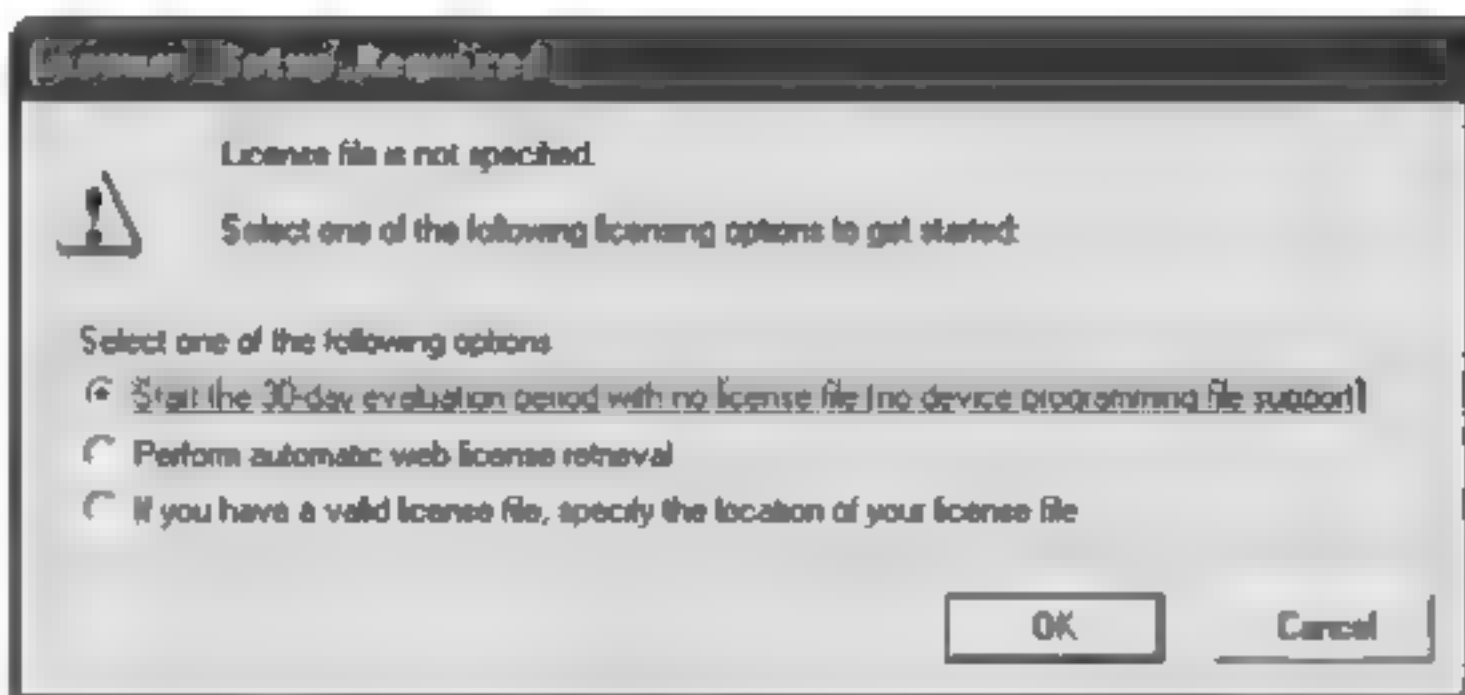 License Setup Required
License file is not specified.
Select one of the following licensing options to get started:
Select one of the following options
Start the 30-day evaluation period with no license file (no device programming file support)
Perform automatic web license retrieval
If you have a valid license file, specify the location of your license file
OK
Cancel